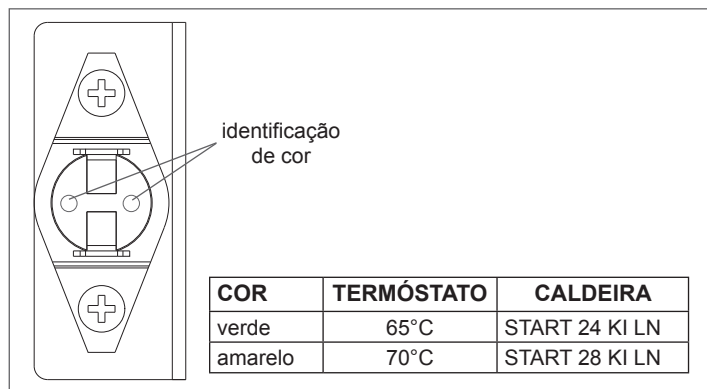 identificação
de cor
COR TERMÓSTATO CALDEIRA
verde 65°C START 24 KI LN
amarelo 70°C START 28 KI LN